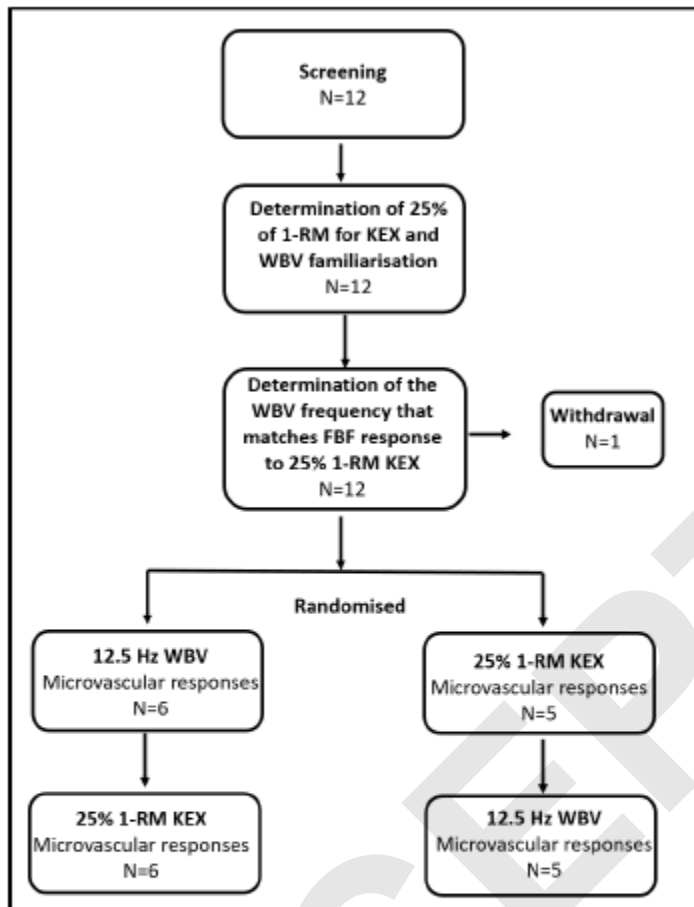 Screening
N=12
Determination of 25%
of 1-RM for KEX and
WBV familiarisation
N=12
Determination of the
WBV frequency that
matches FBF response
to 25% 1-RM KEX
N=12
Withdrawal
N=1
Randomised
12.5 Hz WBV
Microvascular responses
N=6
25% 1-RM KEX
Microvascular responses
N=5
25% 1-RM KEX
Microvascular responses
N=6
12.5 Hz WBV
Microvascular responses
N=5